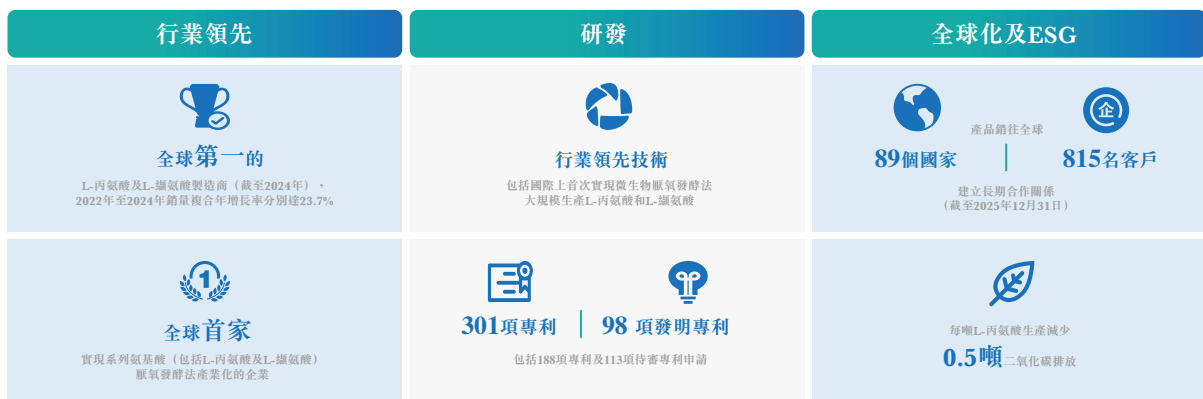 行業領先
全球第一的
L-丙氨酸及L-纈氨酸製造商（截至2024年），
2022年至2024年銷量複合年增長率分別達23.7%
1
全球首家
實現系列氨基酸（包括L-丙氨酸及L-纈氨酸）
厭氧發酵法產業化的企業
研發
行業領先技術
包括國際上首次實現微生物厭氧發酵法
大規模生產L-丙氨酸和L-纈氨酸
301項專利
98 項發明專利
包括188項專利及113項待審專利申請
全球化及ESG
企
產品銷往全球
89個國家
815名客戶
建立長期合作關係
（截至2025年12月31日）
每噸L-丙氨酸生產減少
0.5噸二氧化碳排放